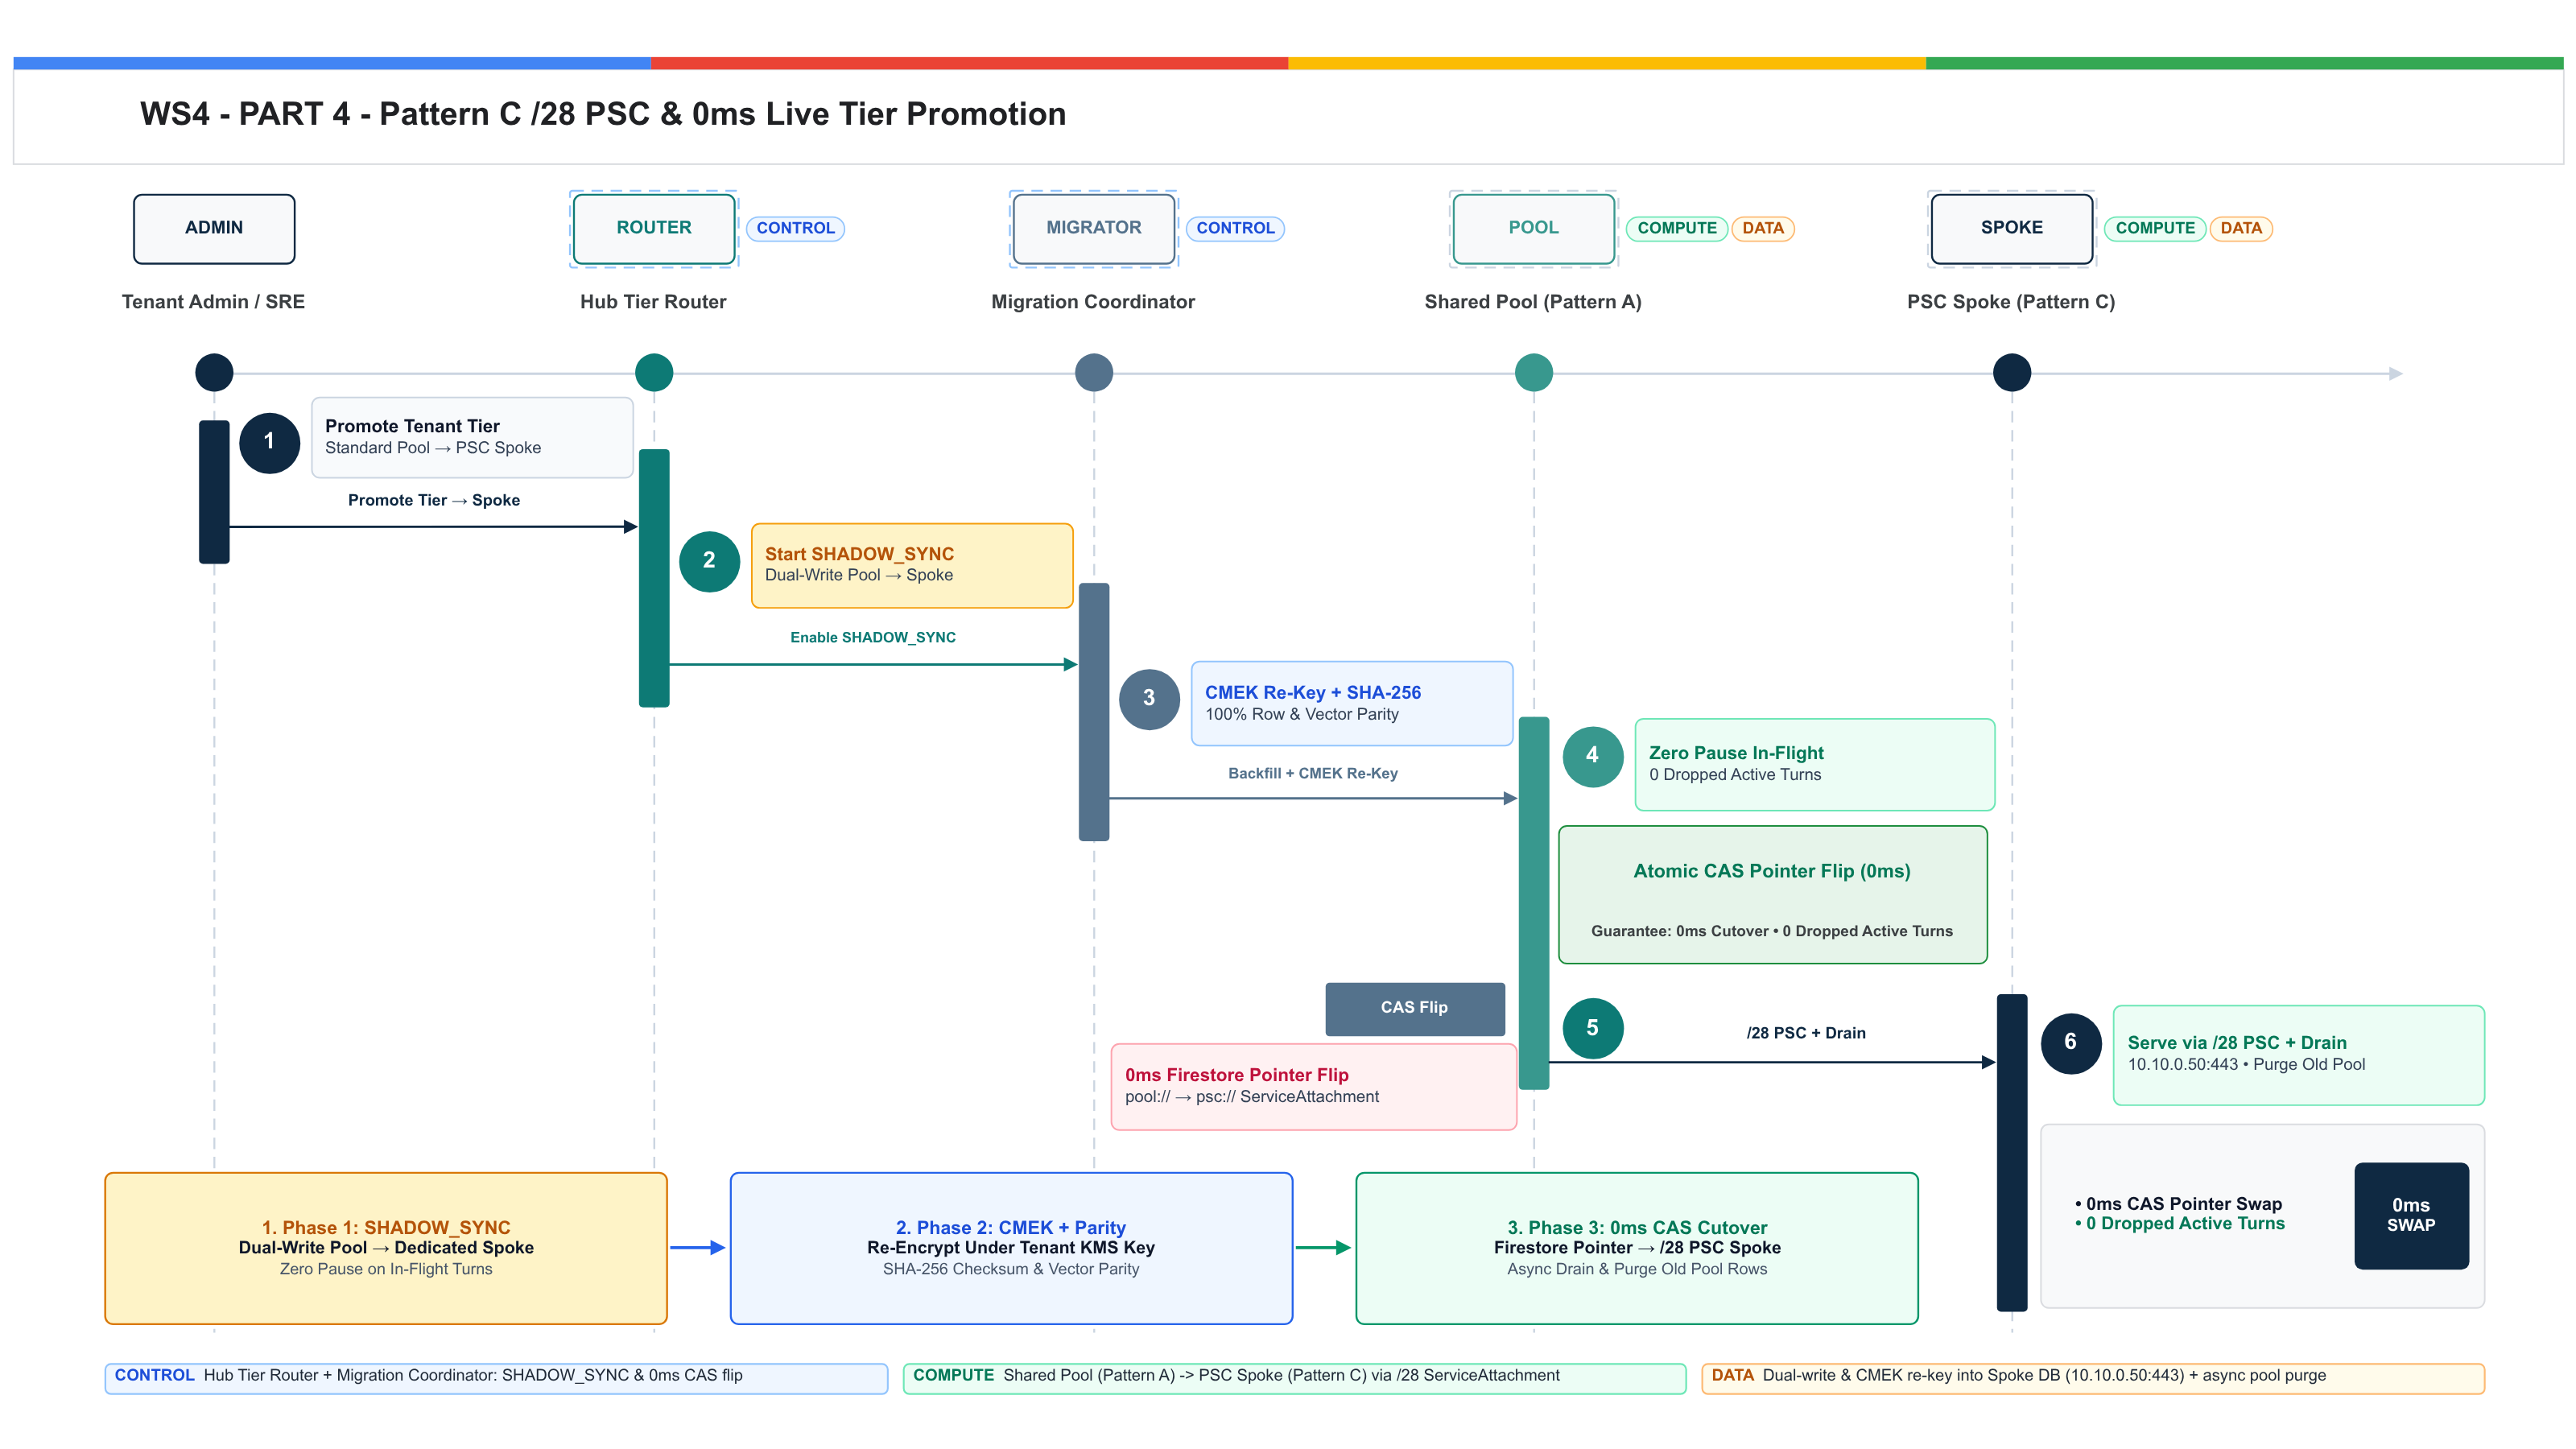 WS4 - PART 4 - Pattern C /28 PSC & 0ms Live Tier Promotion
ADMIN
ROUTER
CONTROL
MIGRATOR
CONTROL
POOL
COMPUTE
DATA
SPOKE
COMPUTE
DATA
Tenant Admin / SRE
Hub Tier Router
Migration Coordinator
Shared Pool (Pattern A)
PSC Spoke (Pattern C)
1
Promote Tenant Tier
Standard Pool → PSC Spoke
Promote Tier → Spoke
2
Start SHADOW_SYNC
Dual-Write Pool → Spoke
Enable SHADOW_SYNC
3
CMEK Re-Key + SHA-256
100% Row & Vector Parity
Backfill + CMEK Re-Key
4
Zero Pause In-Flight
0 Dropped Active Turns
Atomic CAS Pointer Flip (0ms)
Guarantee: 0ms Cutover • 0 Dropped Active Turns
CAS Flip
5
/28 PSC + Drain
0ms Firestore Pointer Flip
pool:// → psc:// ServiceAttachment
6
Serve via /28 PSC + Drain
10.10.0.50:443 • Purge Old Pool
• 0ms CAS Pointer Swap
• 0 Dropped Active Turns
0ms
SWAP
1. Phase 1: SHADOW_SYNC
Dual-Write Pool → Dedicated Spoke
Zero Pause on In-Flight Turns
2. Phase 2: CMEK + Parity
Re-Encrypt Under Tenant KMS Key
SHA-256 Checksum & Vector Parity
3. Phase 3: 0ms CAS Cutover
Firestore Pointer → /28 PSC Spoke
Async Drain & Purge Old Pool Rows
CONTROL Hub Tier Router + Migration Coordinator: SHADOW_SYNC & 0ms CAS flip
COMPUTE Shared Pool (Pattern A) -> PSC Spoke (Pattern C) via /28 ServiceAttachment
DATA Dual-write & CMEK re-key into Spoke DB (10.10.0.50:443) + async pool purge